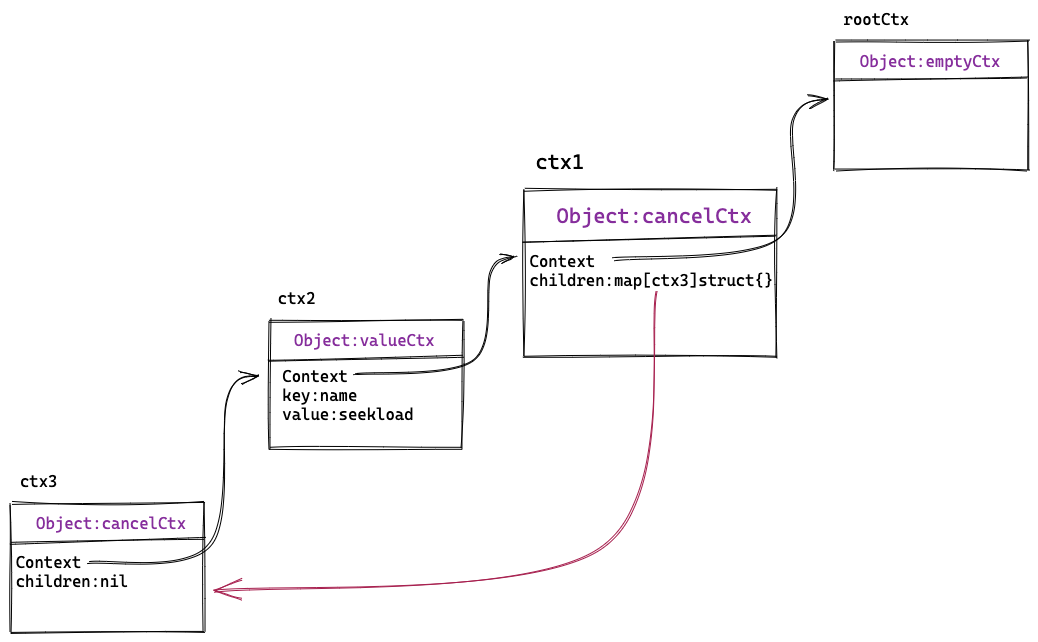 rootCtx
Object:emptyCtx
ctx1
Object:cancelCtx
Context
children:map[ctx3]struct{}
ctx2
Object:valueCtx
Context
key:name
value:seekload
ctx3
Object:cancelCtx
Context
children:nil